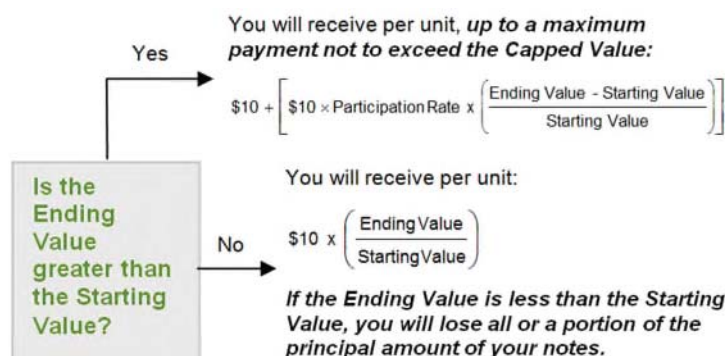 You will receive per unit, up to a maximum
payment not to exceed the Capped Value:
Yes
$10 + [ $10 × Participation Rate x ( Ending Value - Starting Value
Starting Value ) ]
Is the
Ending
Value
greater than
the Starting
Value?
No
You will receive per unit:
$10 x ( Ending Value
Starting Value )
If the Ending Value is less than the Starting
Value, you will lose all or a portion of the
principal amount of your notes.